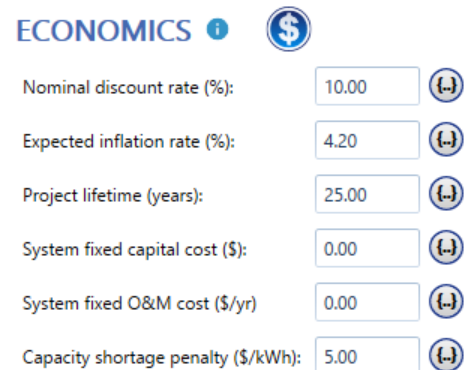 ECONOMICS
Nominal discount rate (%): 10.00 {..}
Expected inflation rate (%): 4.20 {..}
Project lifetime (years): 25.00 {..}
System fixed capital cost ($): 0.00 {..}
System fixed O&M cost ($/yr) 0.00 {..}
Capacity shortage penalty ($/kWh): 5.00 {..}